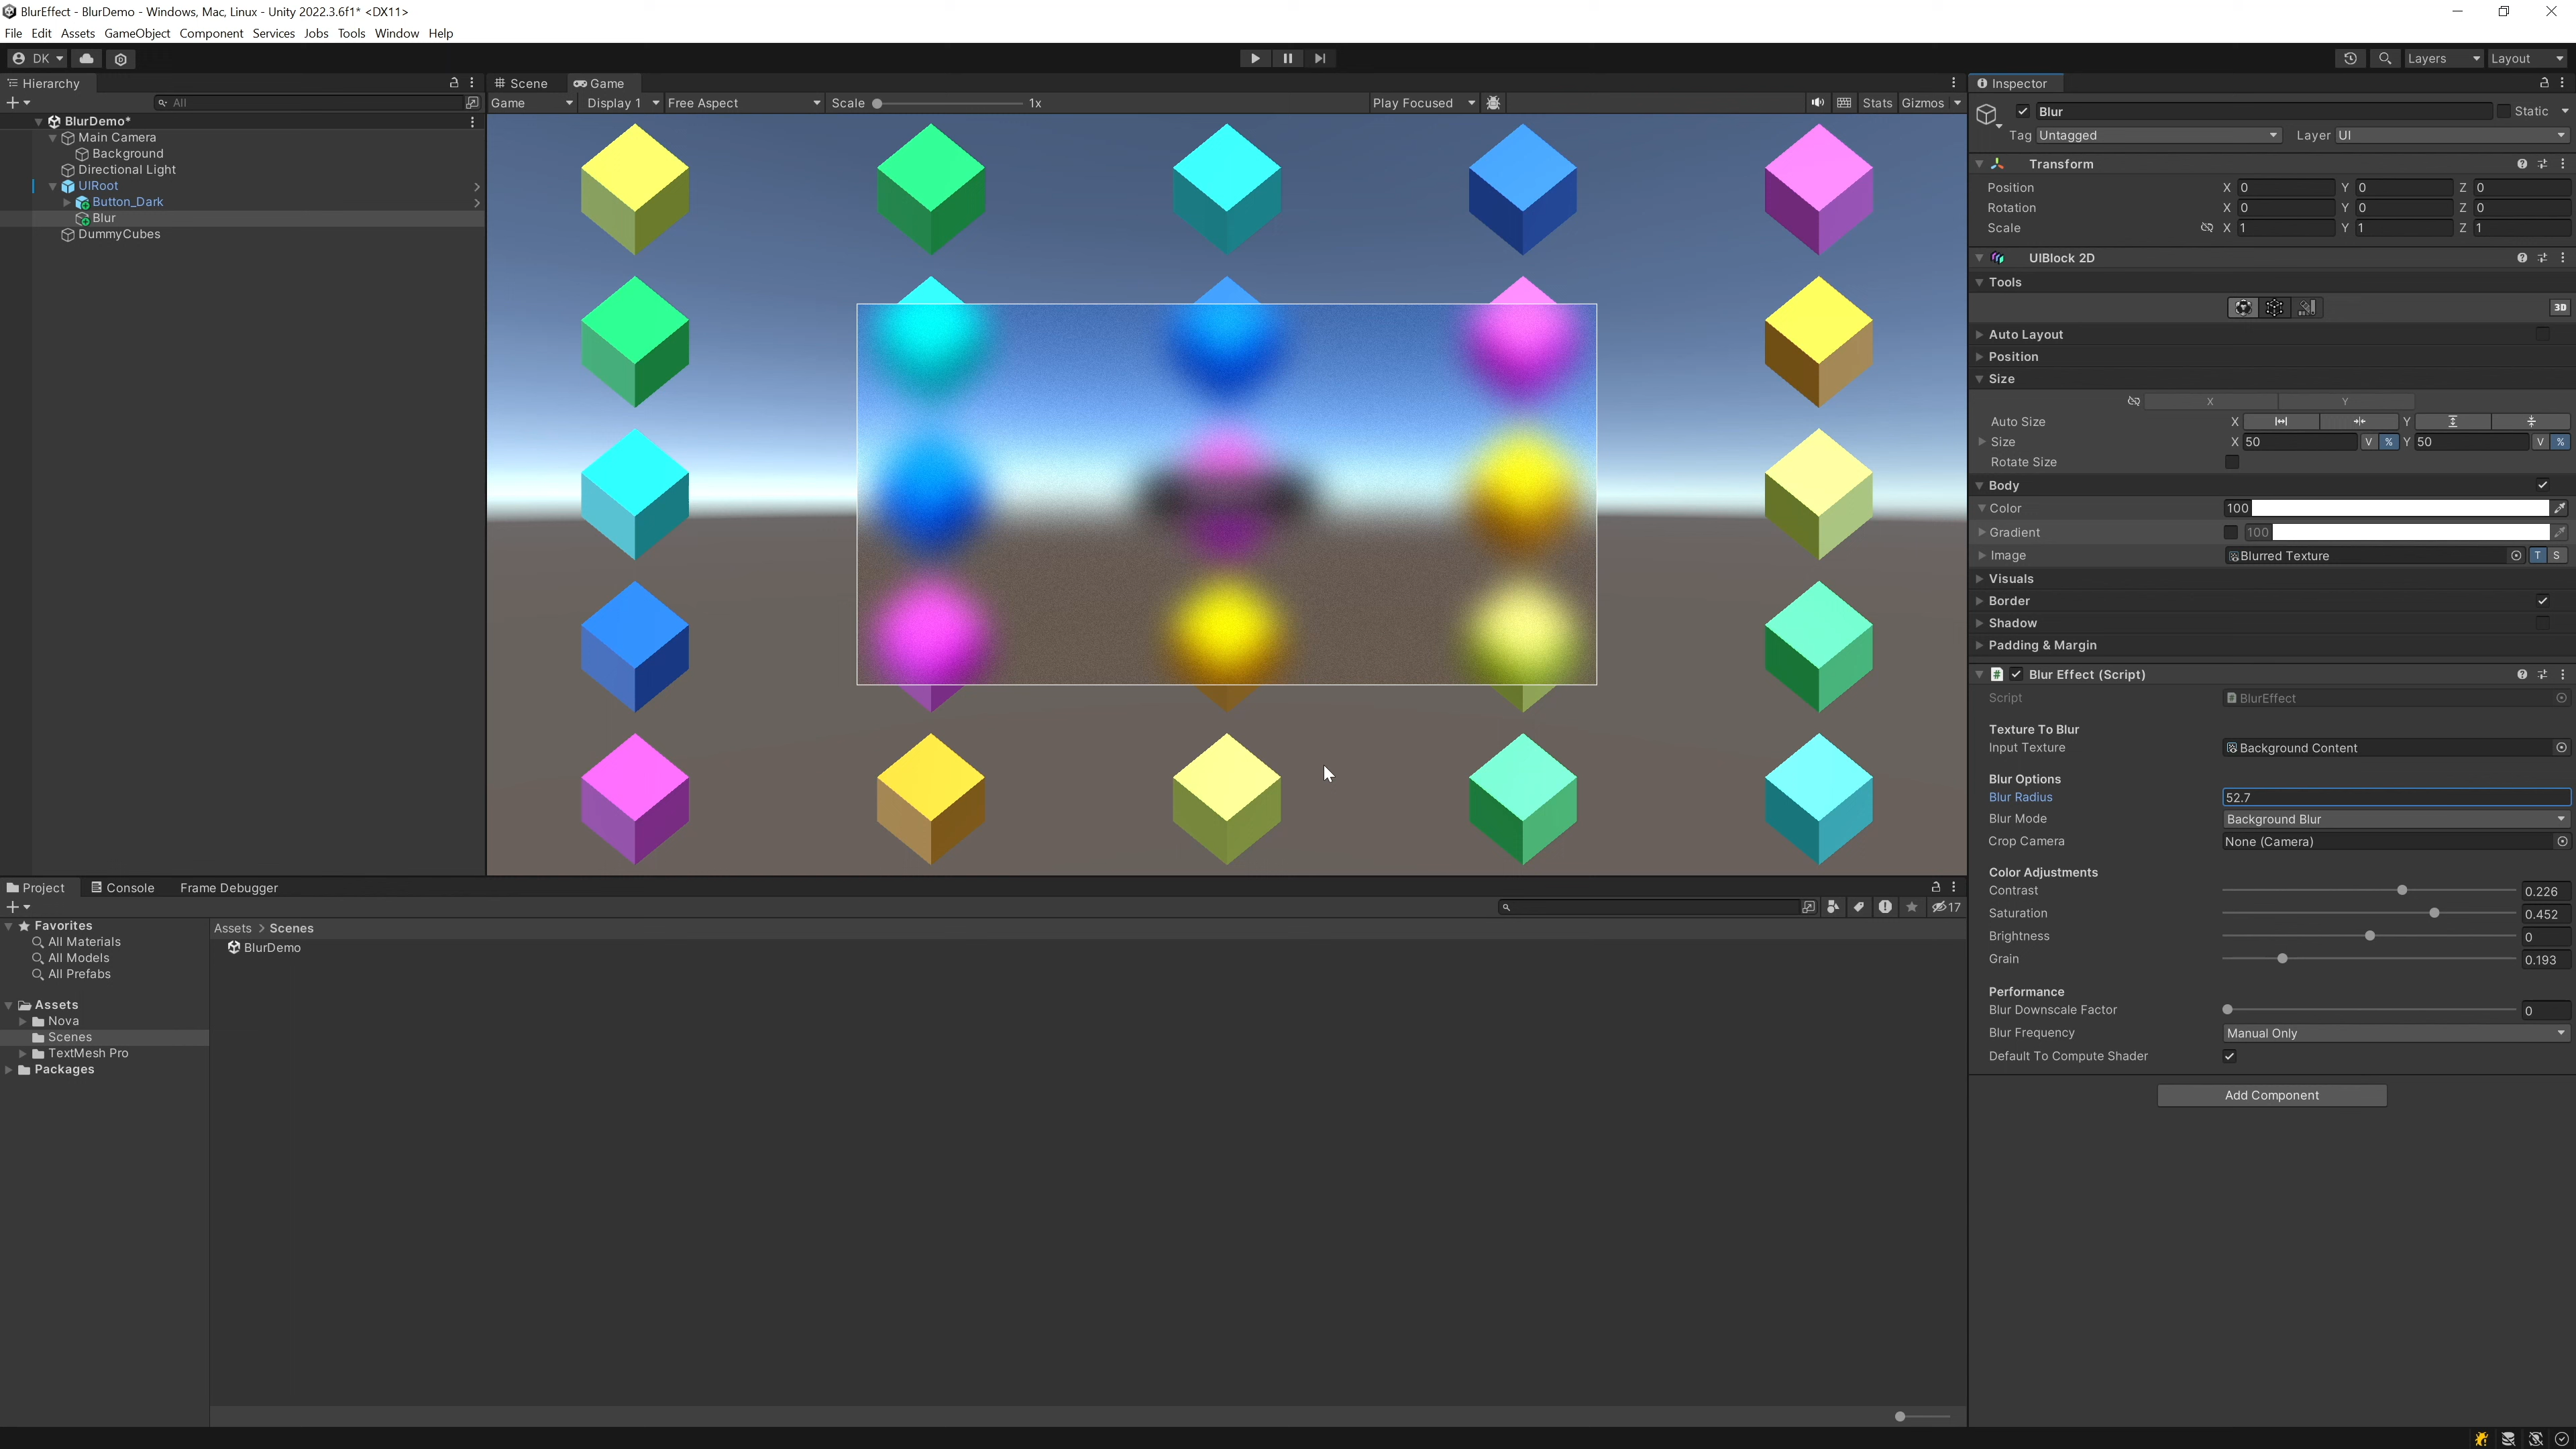 BlurEffect - BlurDemo - Windows, Mac, Linux - Unity 2022.3.6f1* <DX11>
File Edit Assets GameObject Component Services Jobs Tools Window Help
DK
Layers Layout
Hierarchy
All
BlurDemo*
Main Camera
Background
Directional Light
UIRoot
Button_Dark
Blur
DummyCubes
Scene Game
Game Display 1 Free Aspect Scale 1x Play Focused Stats Gizmos
Inspector
Blur Static
Tag Untagged Layer UI
Transform
Position X 0 Y 0 Z 0
Rotation X 0 Y 0 Z 0
Scale X 1 Y 1 Z 1
UIBlock 2D
Tools
3D
Auto Layout
Position
Size
X Y
Auto Size X Y
Size X 50 V % Y 50 V %
Rotate Size
Body
Color 100
Gradient 100
Image Blurred Texture T S
Visuals
Border
Shadow
Padding & Margin
# Blur Effect (Script)
Script # BlurEffect
Texture To Blur
Input Texture Background Content
Blur Options
Blur Radius 52.7
Blur Mode Background Blur
Crop Camera None (Camera)
Color Adjustments
Contrast 0.226
Saturation 0.452
Brightness 0
Grain 0.193
Performance
Blur Downscale Factor 0
Blur Frequency Manual Only
Default To Compute Shader
Add Component
Project Console Frame Debugger
17
Favorites
All Materials
All Models
All Prefabs
Assets
Nova
Scenes
TextMesh Pro
Packages
Assets > Scenes
BlurDemo